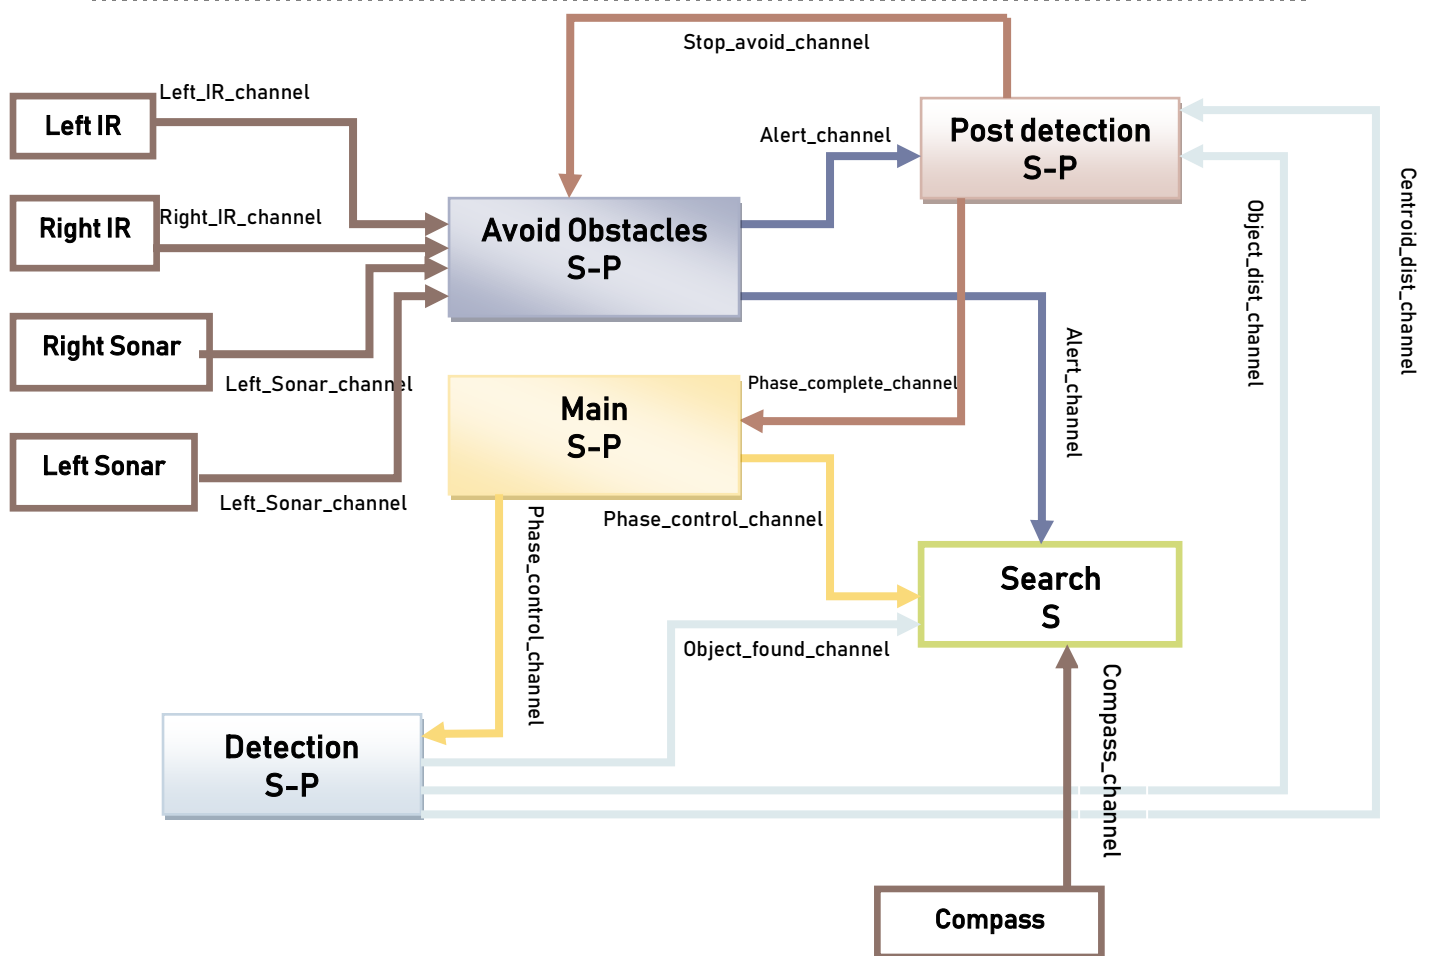 Stop_avoid_channel
Left_IR_channel
Left IR
Alert_channel
Post detection
S-P
Right IR
Right_IR_channel
Avoid Obstacles
S-P
Object_dist_channel
Centroid_dist_channel
Right Sonar
Left_Sonar_channel
Alert_channel
Main
S-P
Phase_complete_channel
Left Sonar
Left_Sonar_channel
Phase_control_channel
Phase_control_channel
Search
S
Object_found_channel
Compass_channel
Detection
S-P
Compass